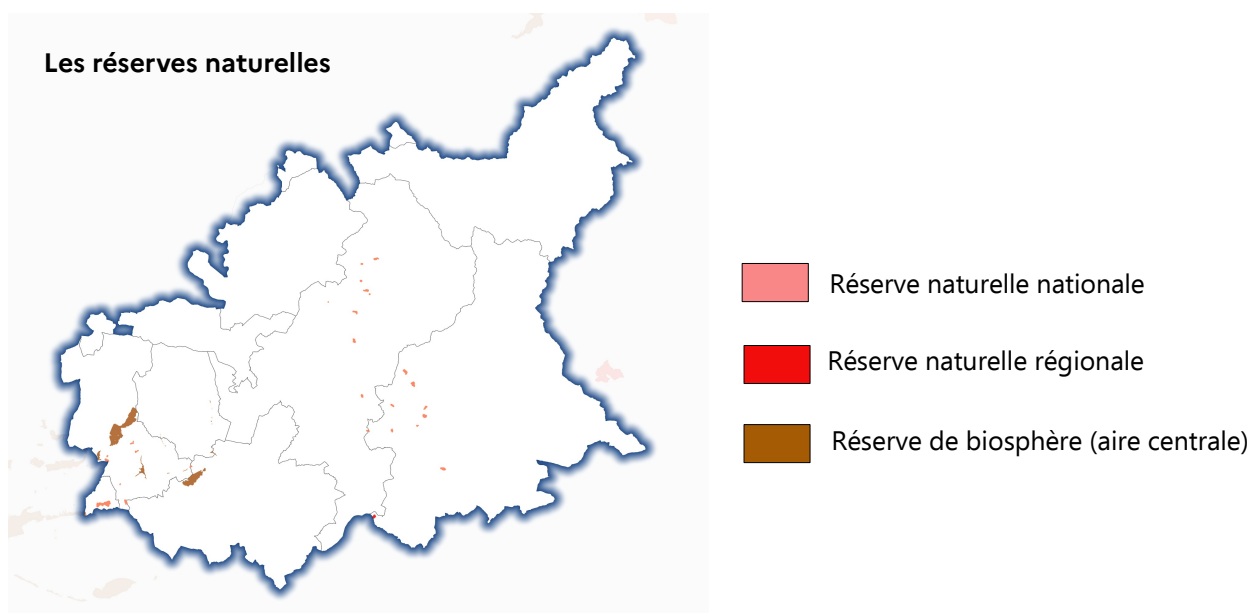 Les réserves naturelles
Réserve naturelle nationale
Réserve naturelle régionale
Réserve de biosphère (aire centrale)